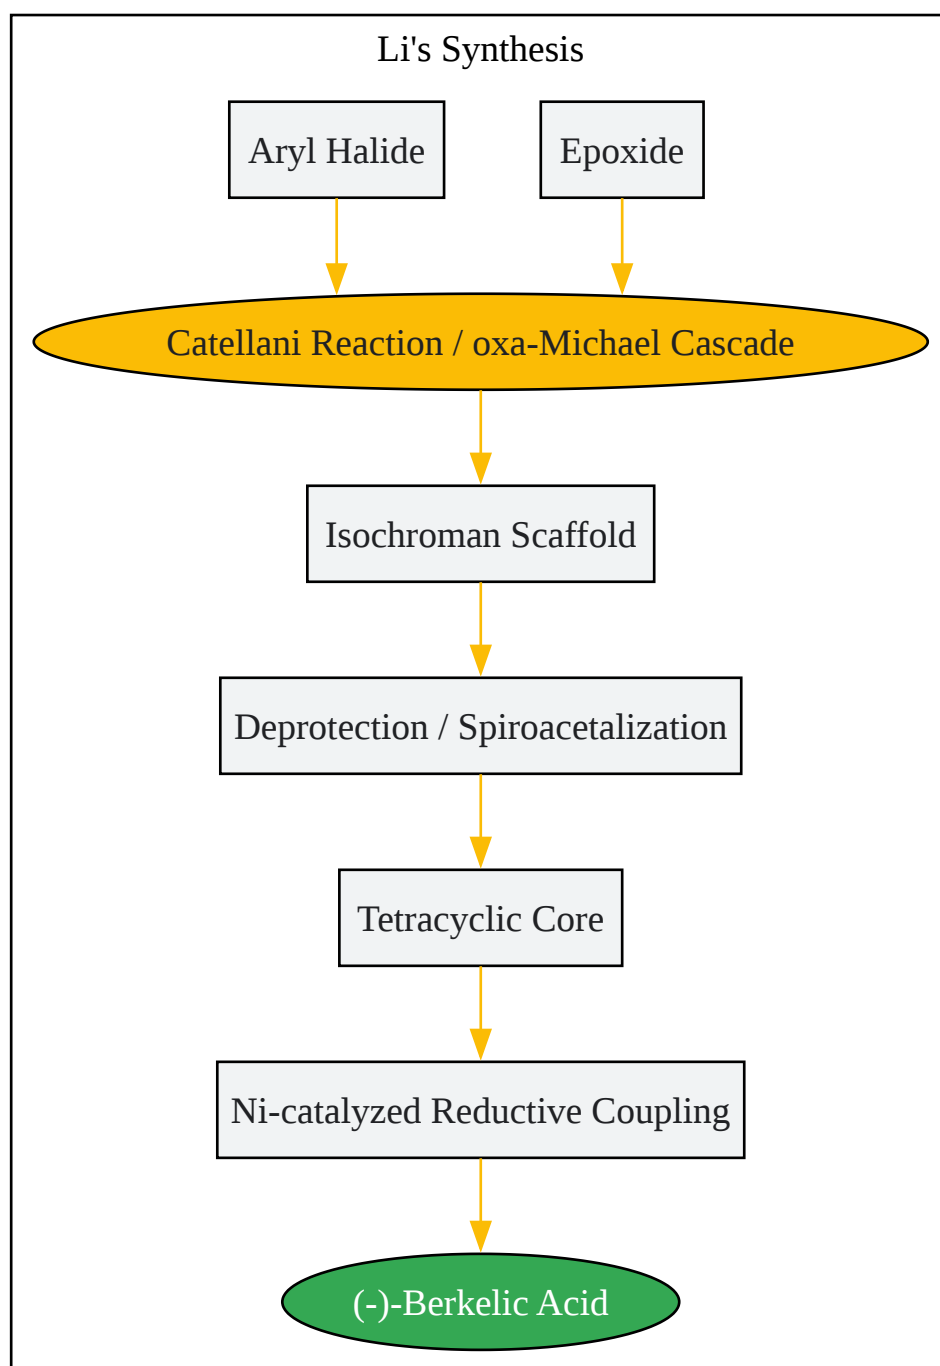 Li's Synthesis
Aryl Halide
Epoxide
Catellani Reaction / oxa-Michael Cascade
Isochroman Scaffold
Deprotection / Spiroacetalization
Tetracyclic Core
Ni-catalyzed Reductive Coupling
(-)-Berkelic Acid